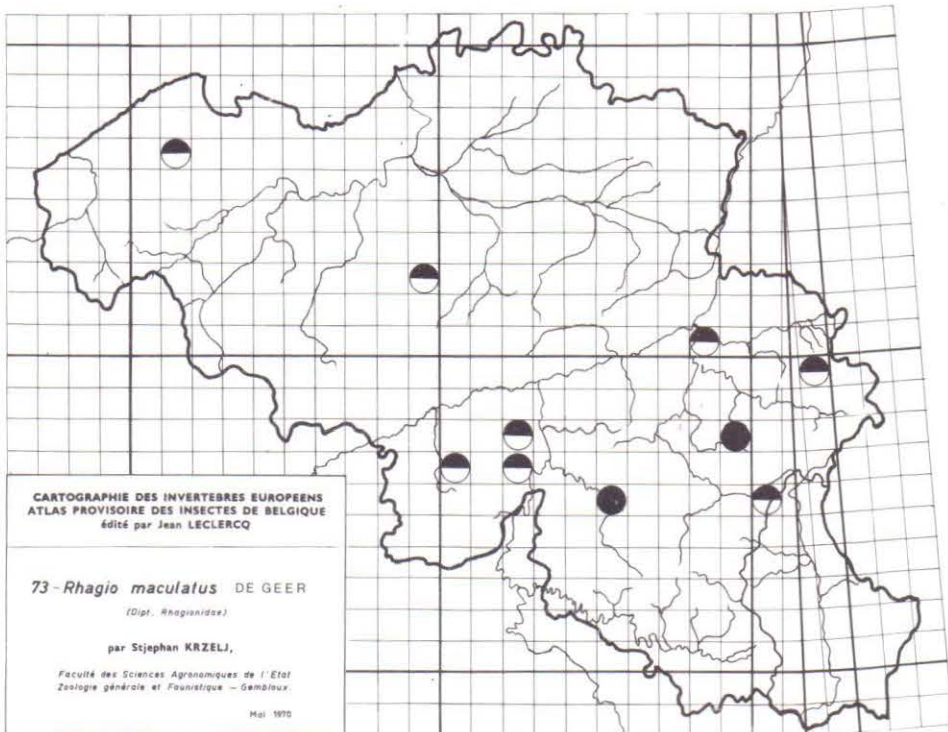 CARTOGRAPHIE DES INVERTEBRES EUROPEENS
ATLAS PROVISOIRE DES INSECTES DE BELGIQUE
édité par Jean LECLERCQ
73 - Rhagio maculatus DE GEER
(Dipt. Rhagionidae)
par Stjephan KRZELJ,
Faculté des Sciences Agronomiques de l'Etat
Zoologie générale et Faunistique – Gembloux.
Mai 1970